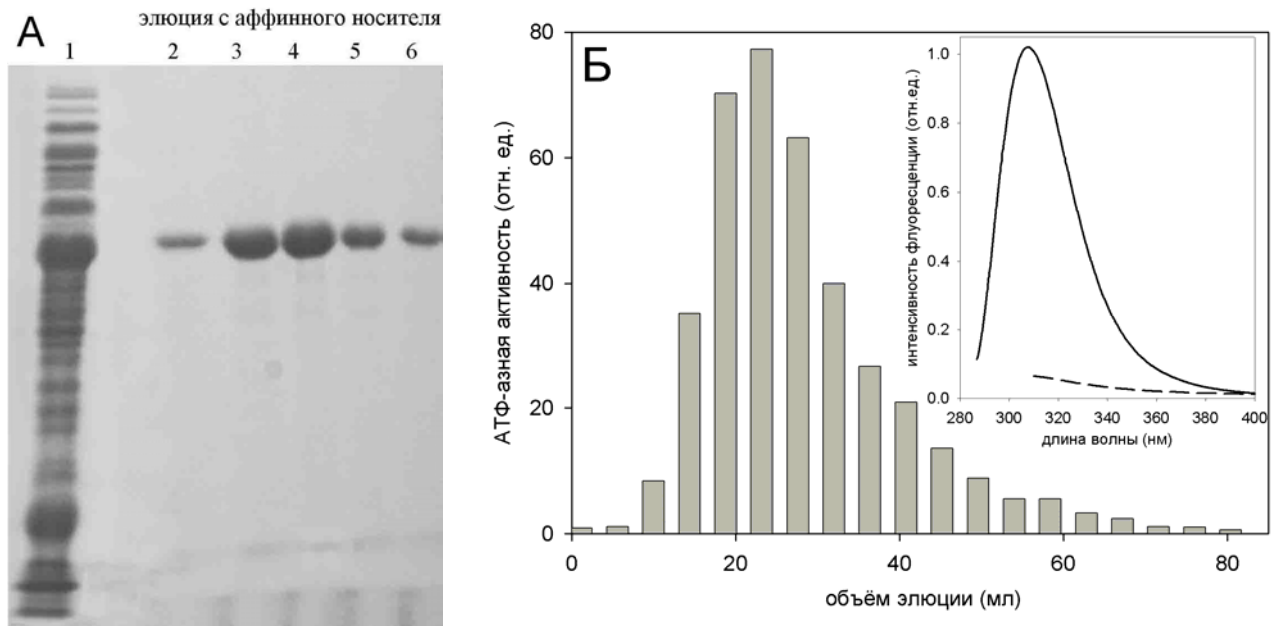 элюция с аффинного носителя
А
1 2 3 4 5 6
Б
АТФ-азная активность (отн. ед.)
80
60
40
20
0
0 20 40 60 80
объём элюции (мл)
интенсивность флуоресценции (отн.ед.)
1.0
0.8
0.6
0.4
0.2
0.0
280 300 320 340 360 380 400
длина волны (нм)